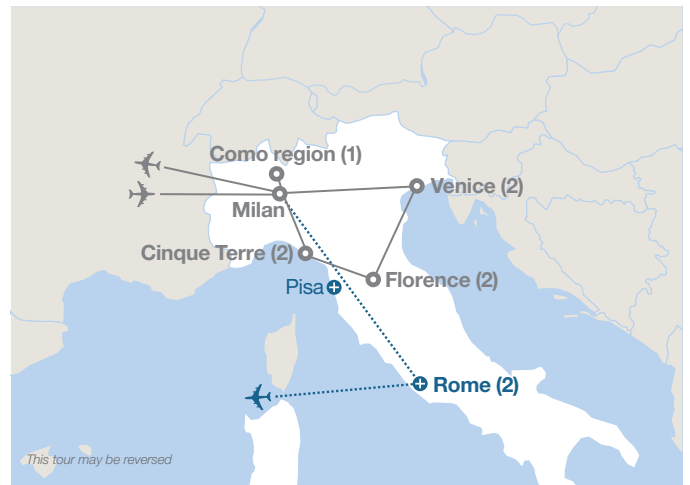 Como region (1)
Milan
Venice (2)
Cinque Terre (2)
Florence (2)
Pisa
Rome (2)
This tour may be reversed